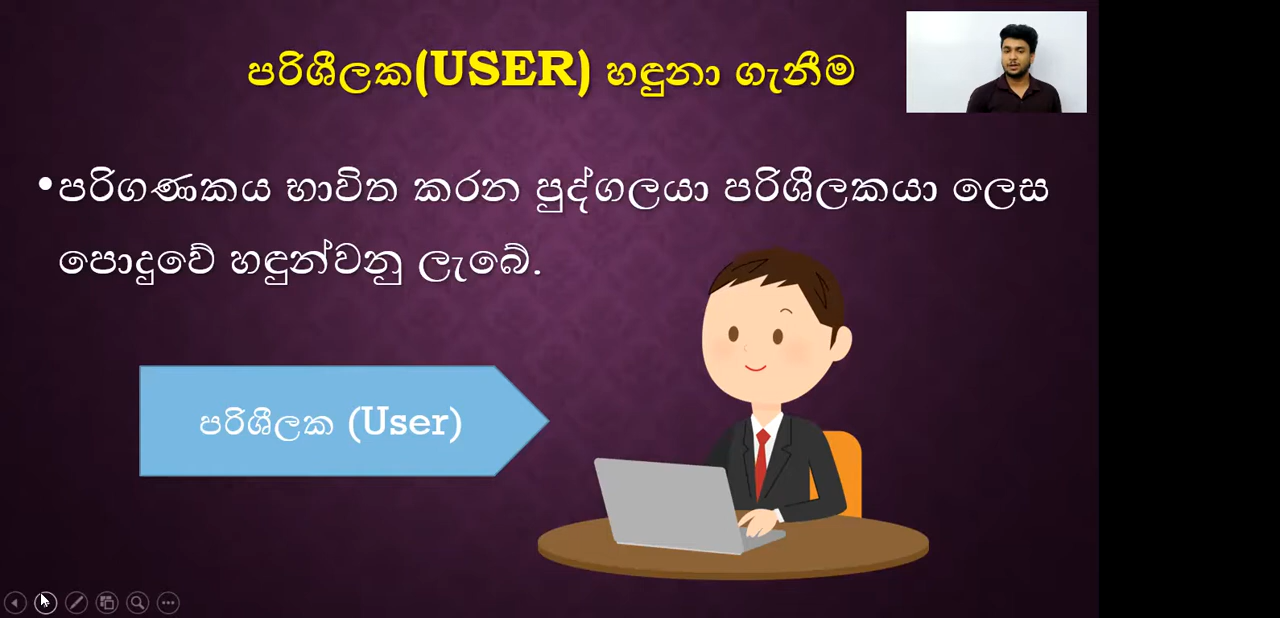 පරිශීලක(USER) හඳුනා ගැනීම
•පරිගණකය භාවිත කරන පුද්ගලයා පරිශීලකයා ලෙස
පොදුවේ හඳුන්වනු ලැබේ.
පරිශීලක (User)